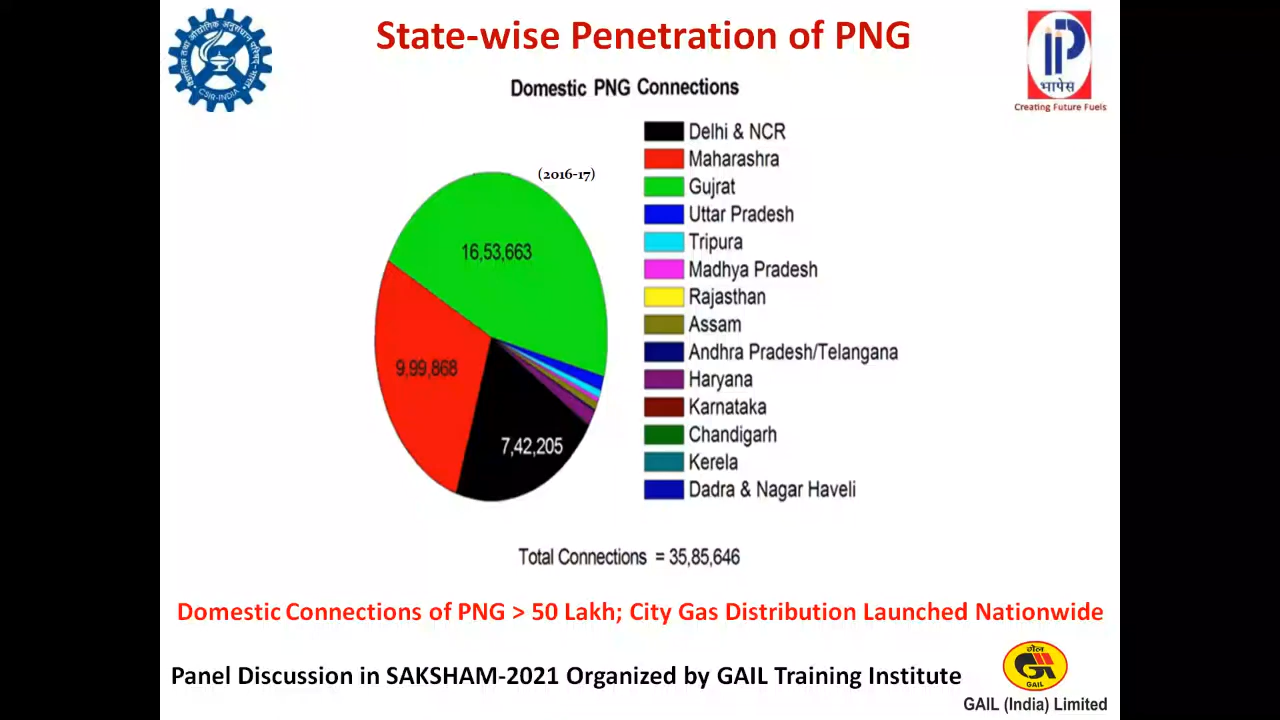 State-wise Penetration of PNG
Domestic PNG Connections
(2016-17)
16,53,663
9,99,868
7,42,205
Delhi & NCR
Maharashra
Gujrat
Uttar Pradesh
Tripura
Madhya Pradesh
Rajasthan
Assam
Andhra Pradesh/Telangana
Haryana
Karnataka
Chandigarh
Kerela
Dadra & Nagar Haveli
Total Connections = 35,85,646
Domestic Connections of PNG > 50 Lakh; City Gas Distribution Launched Nationwide
Panel Discussion in SAKSHAM-2021 Organized by GAIL Training Institute
CSIR-INDIA
IIP
भापेसं
Creating Future Fuels
गेल
GAIL
GAIL (India) Limited